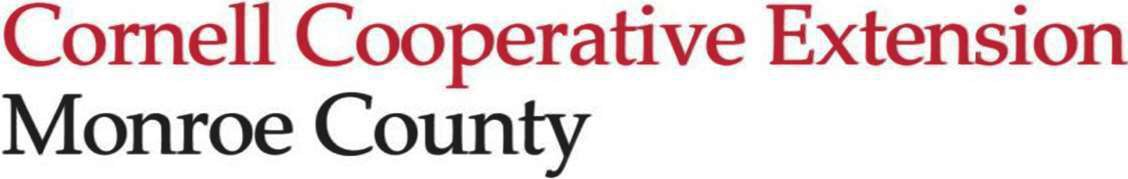 Cornell Cooperative Extension
Monroe County